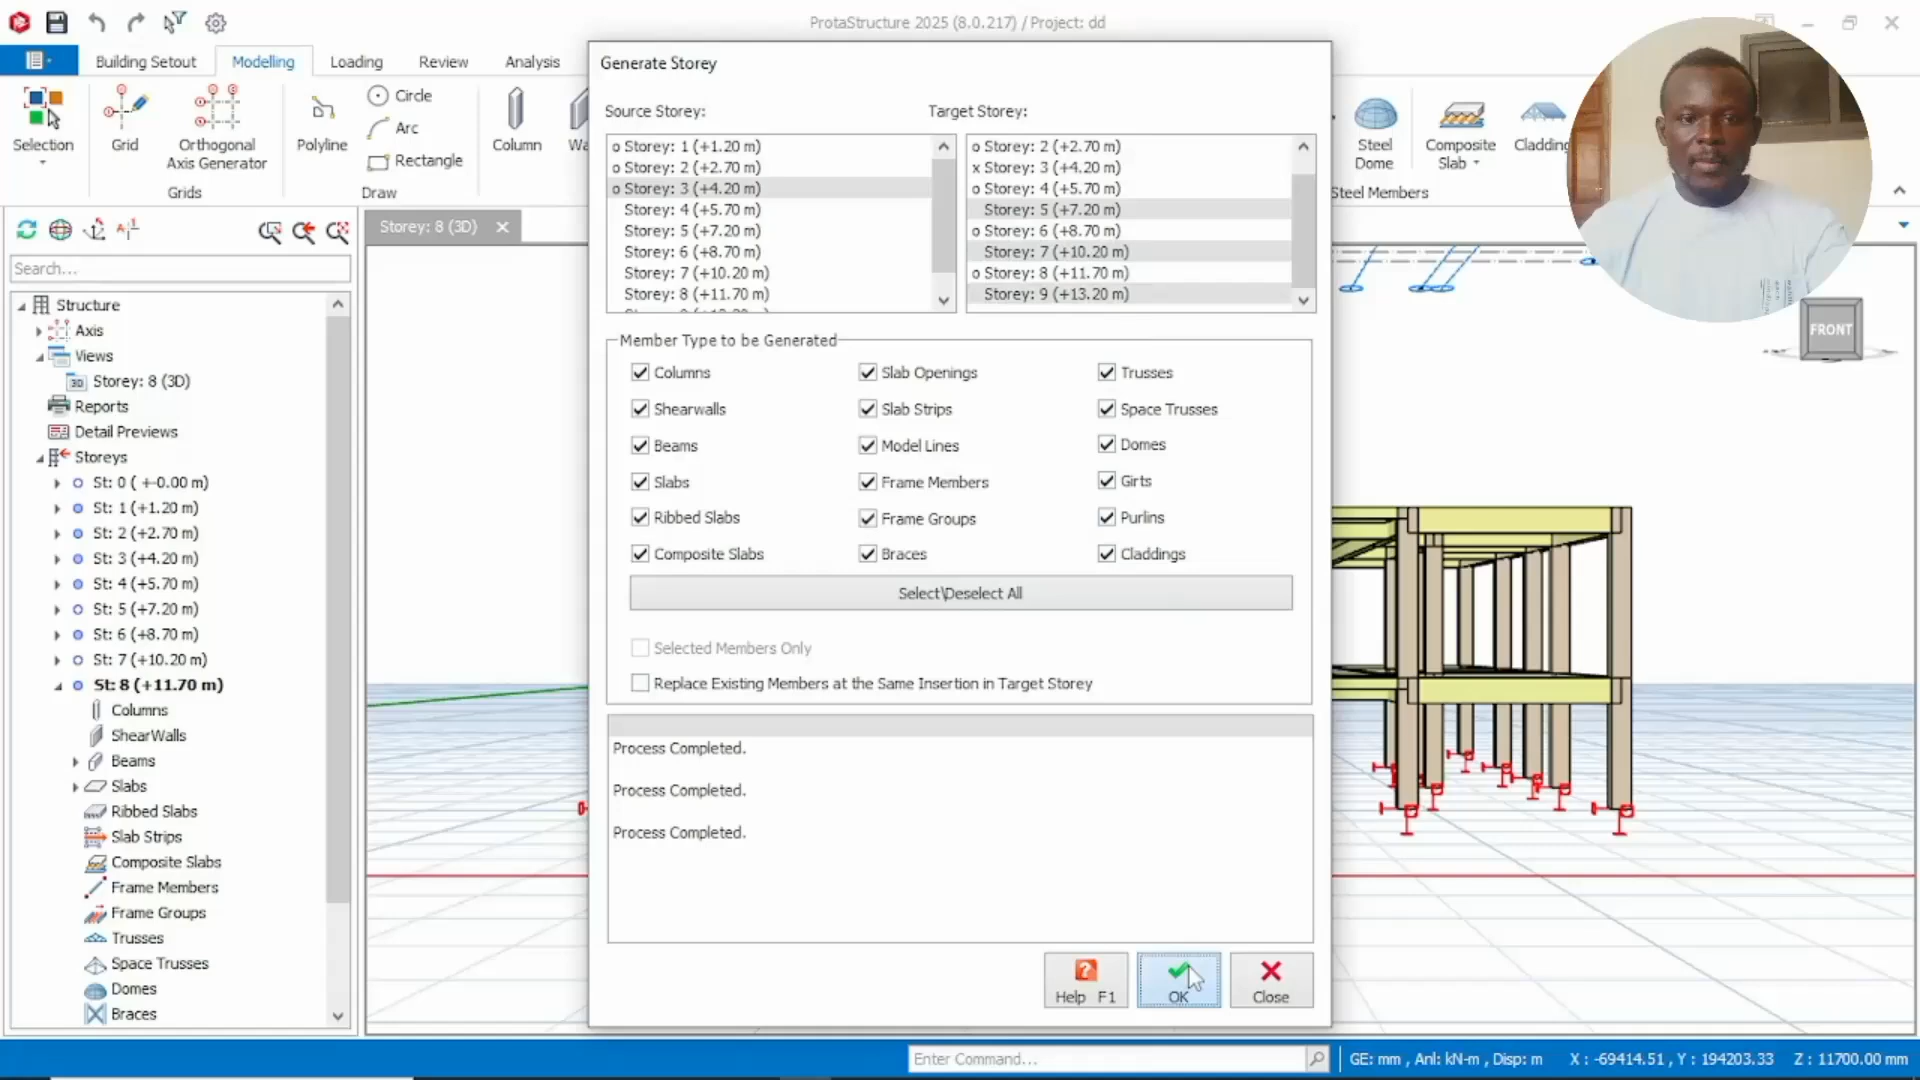 ProtaStructure 2025 (8.0.217) / Project: dd
Building Setout
Modelling
Loading
Review
Analysis
Selection
Grid
Orthogonal
Axis Generator
Grids
Polyline
Circle
Arc
Rectangle
Draw
Column
Wa
Steel
Dome
Composite
Slab
Cladding
Steel Members
Search...
Structure
Axis
Views
3D Storey: 8 (3D)
Reports
Detail Previews
Storeys
St: 0 ( +-0.00 m)
St: 1 (+1.20 m)
St: 2 (+2.70 m)
St: 3 (+4.20 m)
St: 4 (+5.70 m)
St: 5 (+7.20 m)
St: 6 (+8.70 m)
St: 7 (+10.20 m)
St: 8 (+11.70 m)
Columns
ShearWalls
Beams
Slabs
Ribbed Slabs
Slab Strips
Composite Slabs
Frame Members
Frame Groups
Trusses
Space Trusses
Domes
Braces
Storey: 8 (3D)
Generate Storey
Source Storey:
o Storey: 1 (+1.20 m)
o Storey: 2 (+2.70 m)
o Storey: 3 (+4.20 m)
Storey: 4 (+5.70 m)
Storey: 5 (+7.20 m)
Storey: 6 (+8.70 m)
Storey: 7 (+10.20 m)
Storey: 8 (+11.70 m)
Target Storey:
o Storey: 2 (+2.70 m)
x Storey: 3 (+4.20 m)
o Storey: 4 (+5.70 m)
Storey: 5 (+7.20 m)
o Storey: 6 (+8.70 m)
Storey: 7 (+10.20 m)
o Storey: 8 (+11.70 m)
Storey: 9 (+13.20 m)
Member Type to be Generated
Columns
Shearwalls
Beams
Slabs
Ribbed Slabs
Composite Slabs
Slab Openings
Slab Strips
Model Lines
Frame Members
Frame Groups
Braces
Trusses
Space Trusses
Domes
Girts
Purlins
Claddings
Select\Deselect All
Selected Members Only
Replace Existing Members at the Same Insertion in Target Storey
Process Completed.
Process Completed.
Process Completed.
Help F1
OK
Close
FRONT
Enter Command...
GE: mm , Anl: kN-m , Disp: m
X : -69414.51 , Y : 194203.33
Z : 11700.00 mm